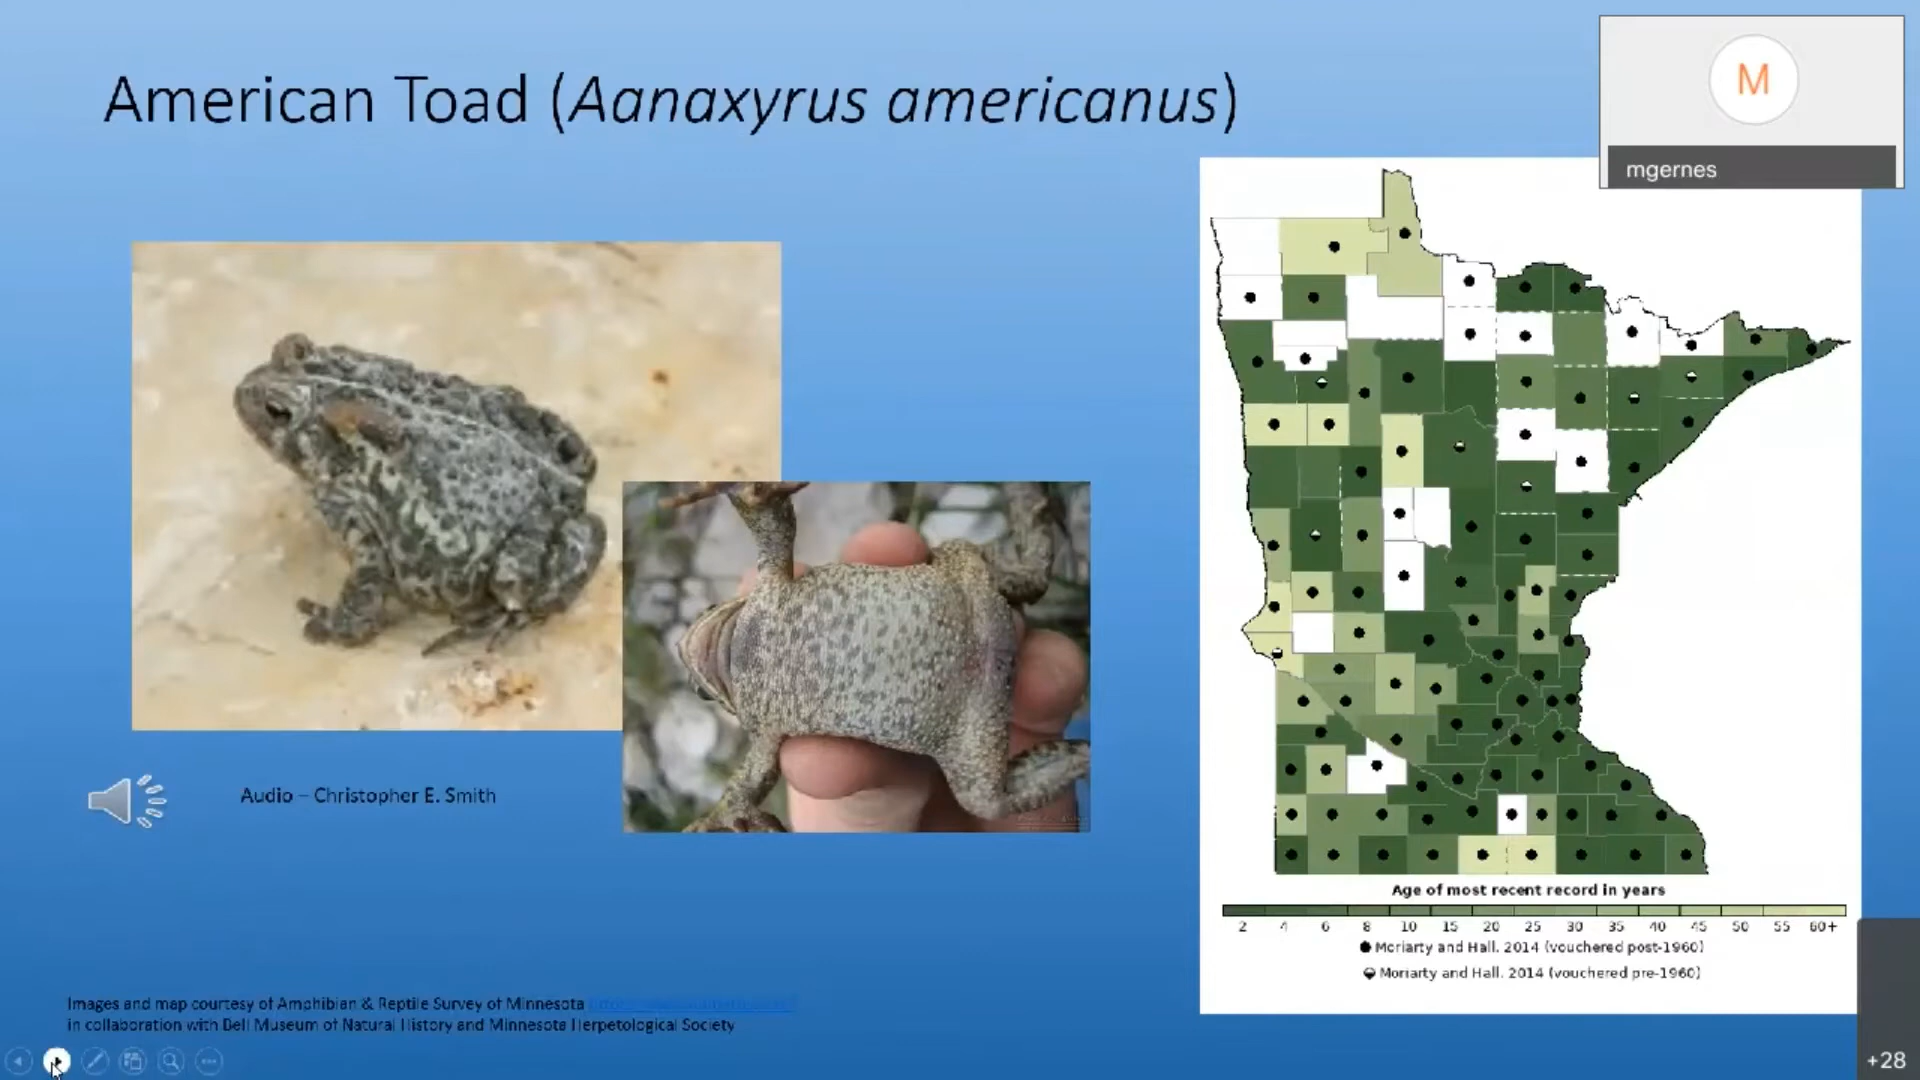 American Toad (Aanaxyrus americanus)
M
mgernes
Audio – Christopher E. Smith
Age of most recent record in years
2 4 6 8 10 15 20 25 30 35 40 45 50 55 60+
Moriarty and Hall. 2014 (vouchered post-1960)
Moriarty and Hall. 2014 (vouchered pre-1960)
Images and map courtesy of Amphibian & Reptile Survey of Minnesota
in collaboration with Bell Museum of Natural History and Minnesota Herpetological Society
+28